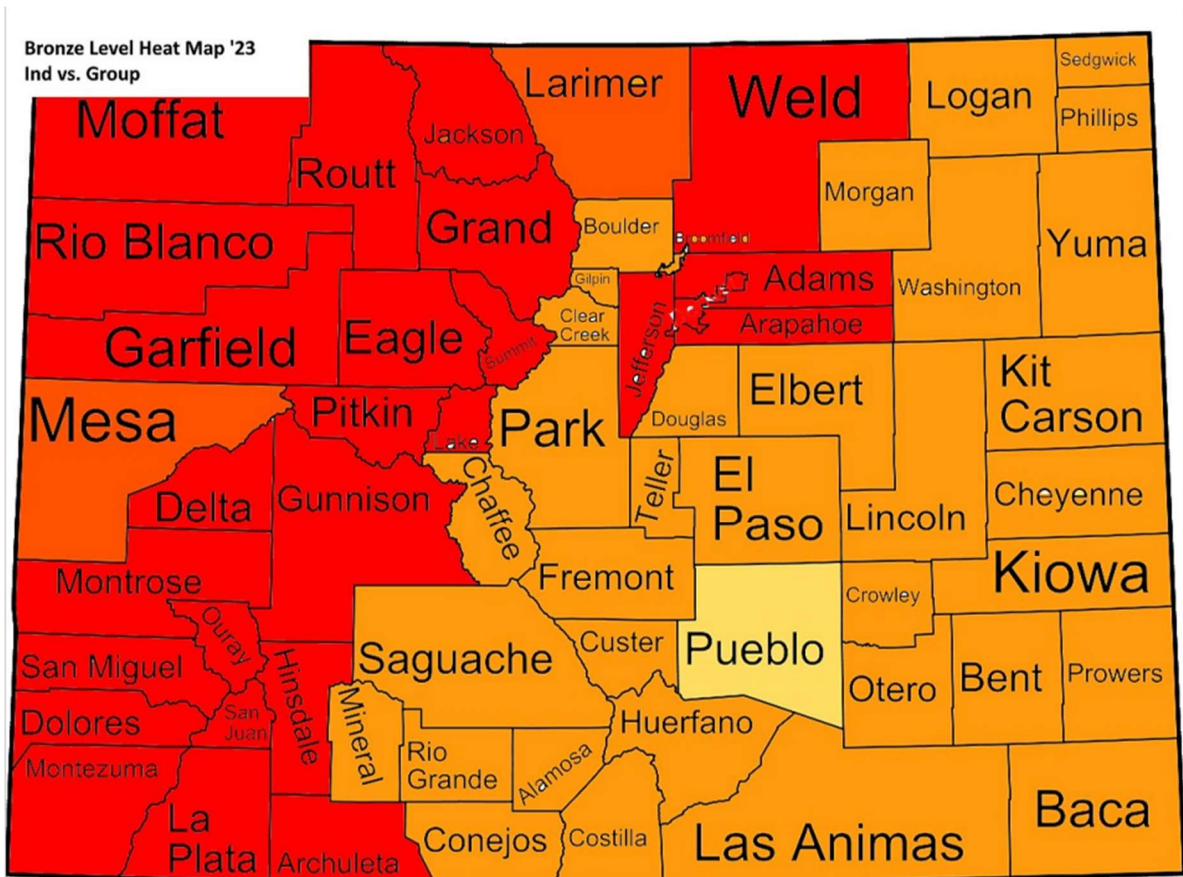 Bronze Level Heat Map '23
Ind vs. Group
Moffat
Routt
Jackson
Larimer
Weld
Logan
Sedgwick
Phillips
Rio Blanco
Grand
Boulder
Broomfield
Morgan
Yuma
Gilpin
Adams
Washington
Garfield
Eagle
Summit
Clear
Creek
Jefferson
Arapahoe
Mesa
Pitkin
Lake
Park
Douglas
Elbert
Kit
Carson
Delta
Gunnison
Chaffee
Teller
El
Paso
Lincoln
Cheyenne
Montrose
Fremont
Crowley
Kiowa
Ouray
San Miguel
Hinsdale
Saguache
Custer
Pueblo
Otero
Bent
Prowers
Dolores
San
Juan
Mineral
Rio
Grande
Alamosa
Huerfano
Montezuma
La
Plata
Archuleta
Conejos
Costilla
Las Animas
Baca